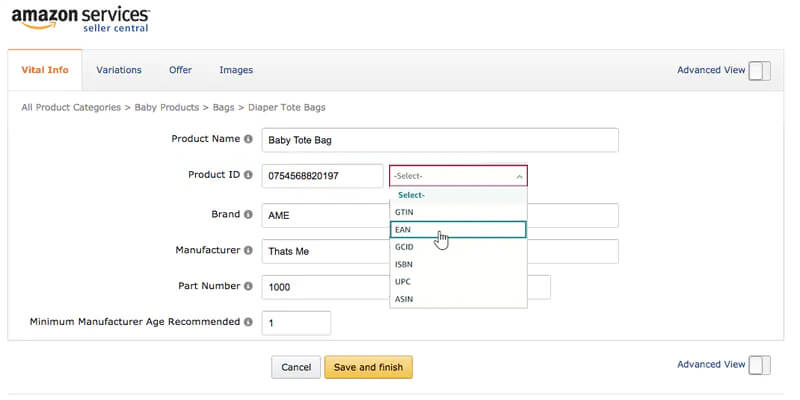 amazon services
seller central
Vital Info Variations Offer Images Advanced View
All Product Categories > Baby Products > Bags > Diaper Tote Bags
Product Name Baby Tote Bag
Product ID 0754568820197 -Select-
Select-
GTIN
Brand AME
EAN
GCID
Manufacturer Thats Me
ISBN
UPC
Part Number 1000
ASIN
Minimum Manufacturer Age Recommended 1
Cancel Save and finish Advanced View